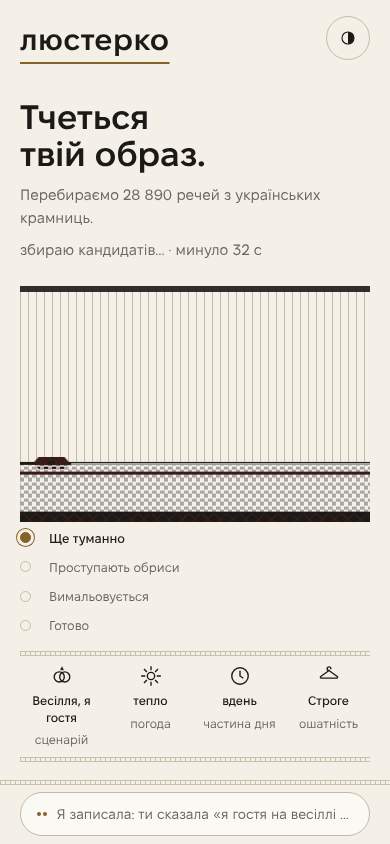 люстерко
Тчеться
твій образ.
Перебираємо 28 890 речей з українських
крамниць.
збираю кандидатів… · минуло 32 с
Ще туманно
Проступають обриси
Вимальовується
Готово
Весілля, я
гостя
сценарій
тепло
погода
вдень
частина дня
Строге
ошатність
Я записала: ти сказала «я гостя на весіллі ...